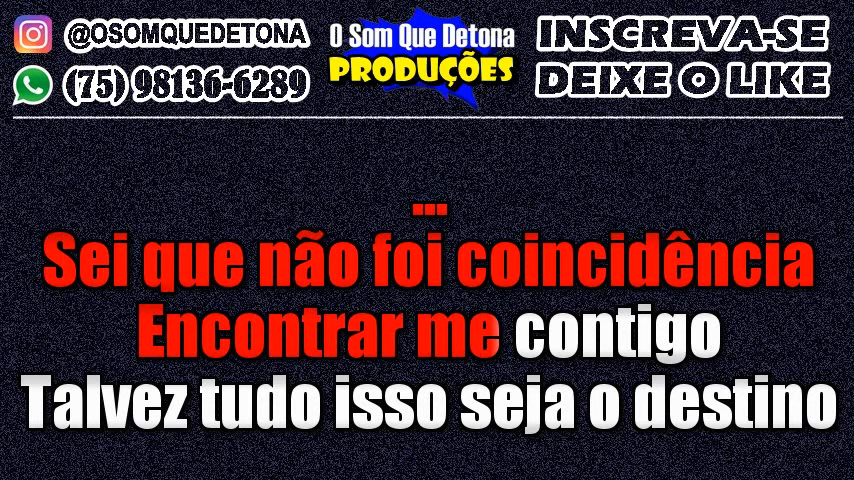 @OSOMQUEDETONA
(75) 98136-6289
O Som Que Detona
PRODUÇÕES
INSCREVA-SE
DEIXE O LIKE
...
Sei que não foi coincidência
Encontrar me contigo
Talvez tudo isso seja o destino